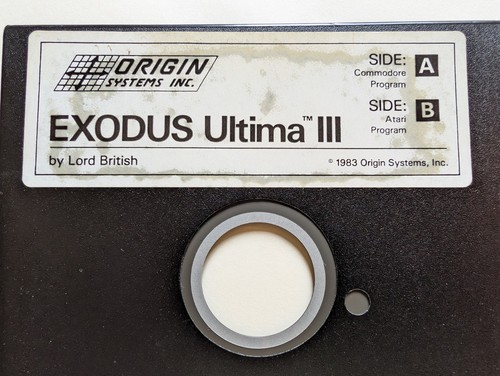 ORIGIN
SYSTEMS INC.
SIDE: A
Commodore
Program
SIDE: B
Atari
Program
EXODUS Ultima™ III
by Lord British
© 1983 Origin Systems, Inc.